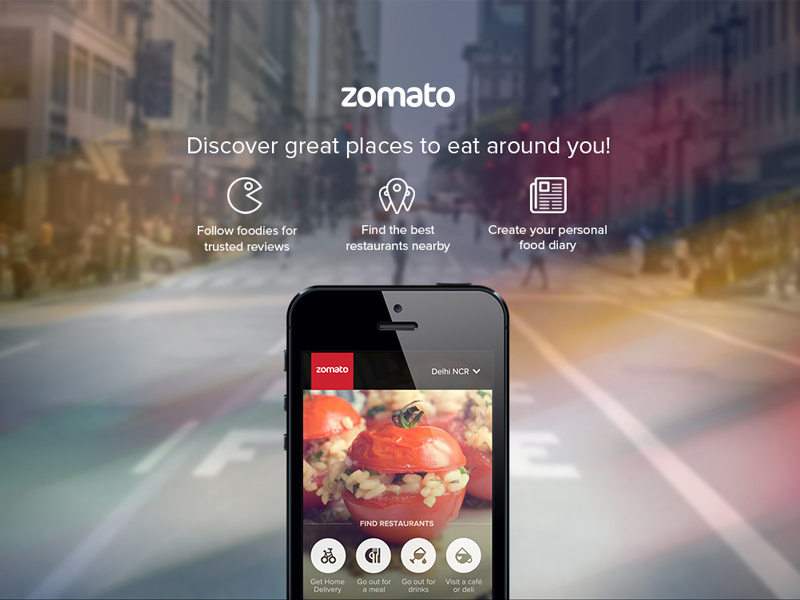 zomato
Discover great places to eat around you!
Follow foodies for
trusted reviews
Find the best
restaurants nearby
Create your personal
food diary
zomato
Delhi NCR
FIND RESTAURANTS
Get Home
Delivery
Go out for
a meal
Go out for
drinks
Visit a café
or deli